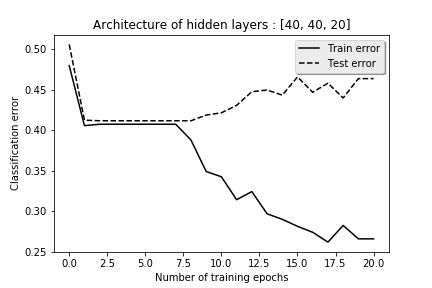 Architecture of hidden layers : [40, 40, 20]
Train error
Test error
Classification error
0.50
0.45
0.40
0.35
0.30
0.25
0.0 2.5 5.0 7.5 10.0 12.5 15.0 17.5 20.0
Number of training epochs